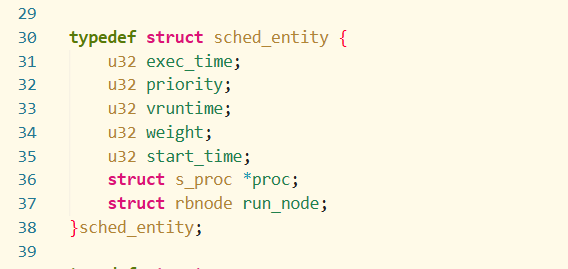 29
30 typedef struct sched_entity {
31     u32 exec_time;
32     u32 priority;
33     u32 vruntime;
34     u32 weight;
35     u32 start_time;
36     struct s_proc *proc;
37     struct rbnode run_node;
38 }sched_entity;
39